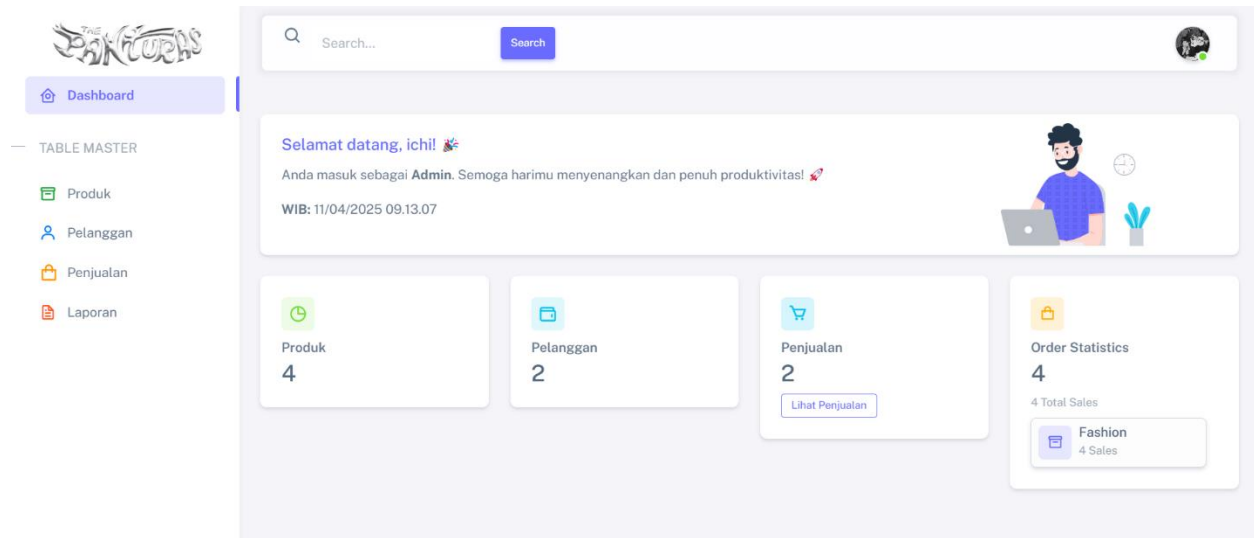 THE
PANTURAS
Search...
Search
Dashboard
TABLE MASTER
Produk
Pelanggan
Penjualan
Laporan
Selamat datang, ichi! 🎉
Anda masuk sebagai Admin. Semoga harimu menyenangkan dan penuh produktivitas! 🚀
WIB: 11/04/2025 09.13.07
Produk
4
Pelanggan
2
Penjualan
2
Lihat Penjualan
Order Statistics
4
4 Total Sales
Fashion
4 Sales